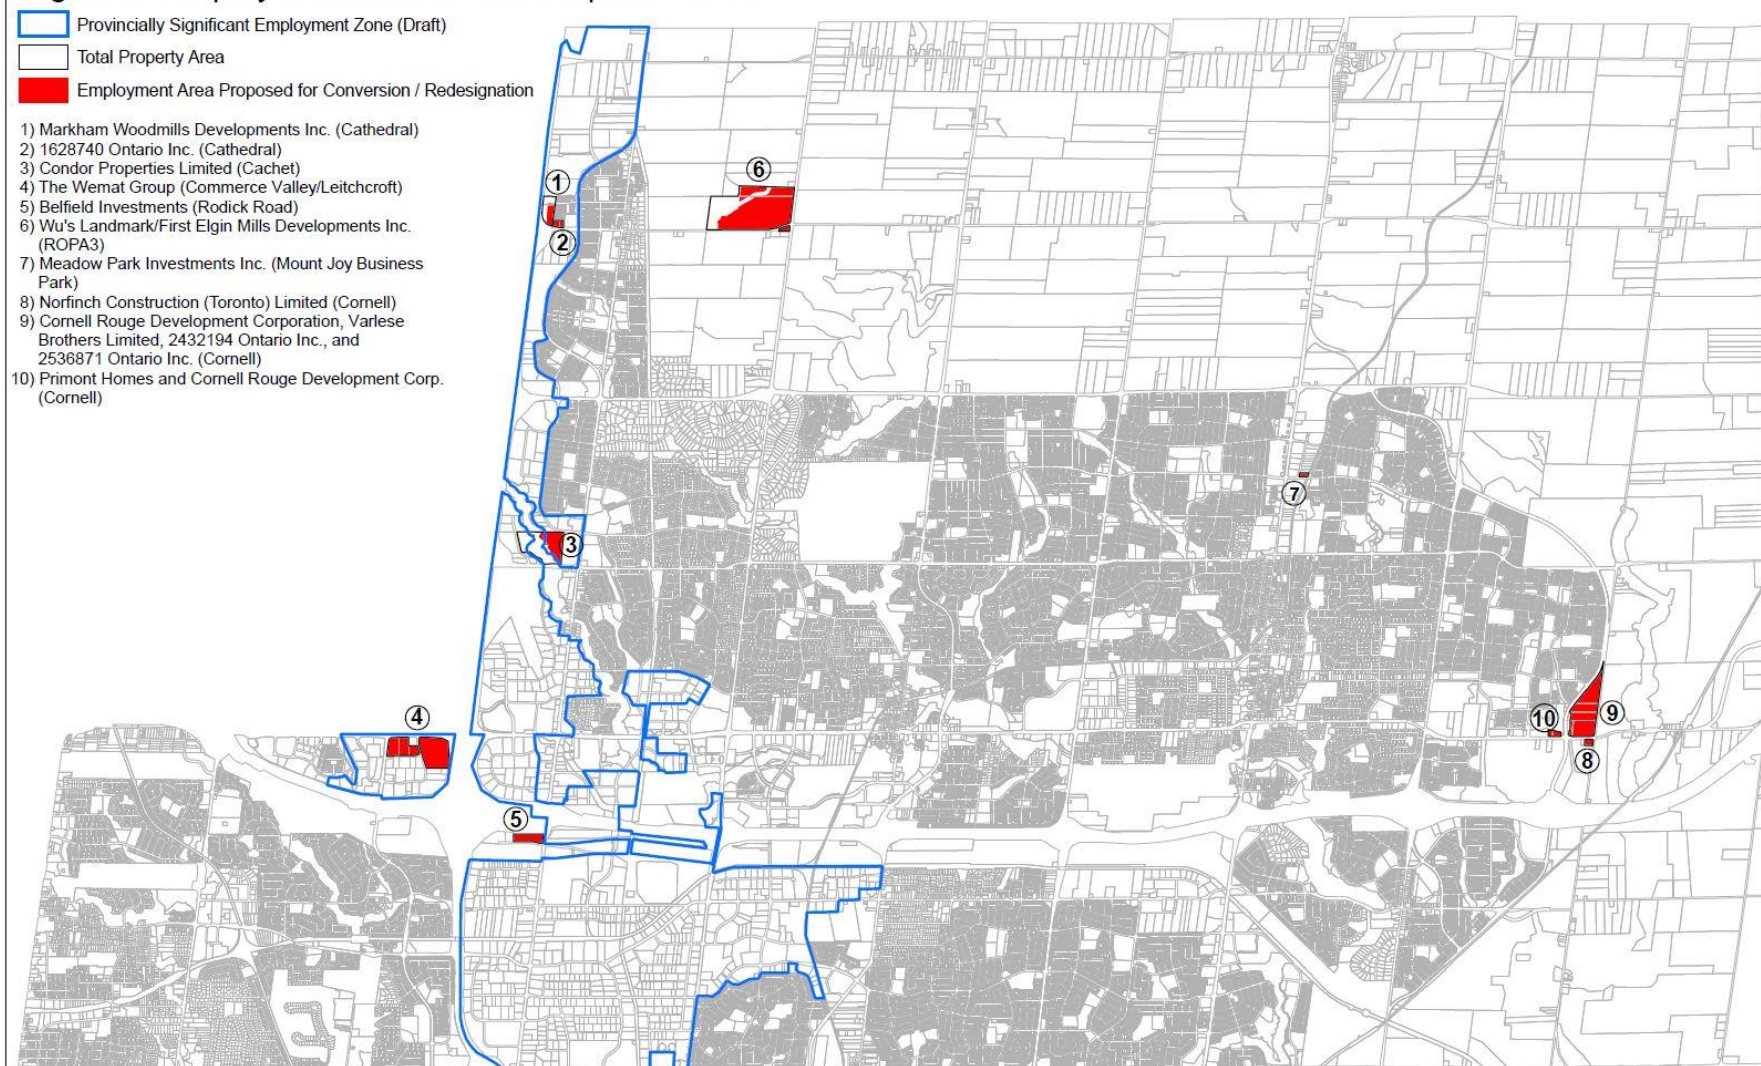 Provincially Significant Employment Zone (Draft)
Total Property Area
Employment Area Proposed for Conversion / Redesignation
1) Markham Woodmills Developments Inc. (Cathedral)
2) 1628740 Ontario Inc. (Cathedral)
3) Condor Properties Limited (Cachet)
4) The Wemat Group (Commerce Valley/Leitchcroft)
5) Belfield Investments (Rodick Road)
6) Wu's Landmark/First Elgin Mills Developments Inc.
(ROPA3)
7) Meadow Park Investments Inc. (Mount Joy Business
Park)
8) Norfinch Construction (Toronto) Limited (Cornell)
9) Cornell Rouge Development Corporation, Varlese
Brothers Limited, 2432194 Ontario Inc., and
2536871 Ontario Inc. (Cornell)
10) Primont Homes and Cornell Rouge Development Corp.
(Cornell)
1
2
6
3
7
4
5
10
9
8